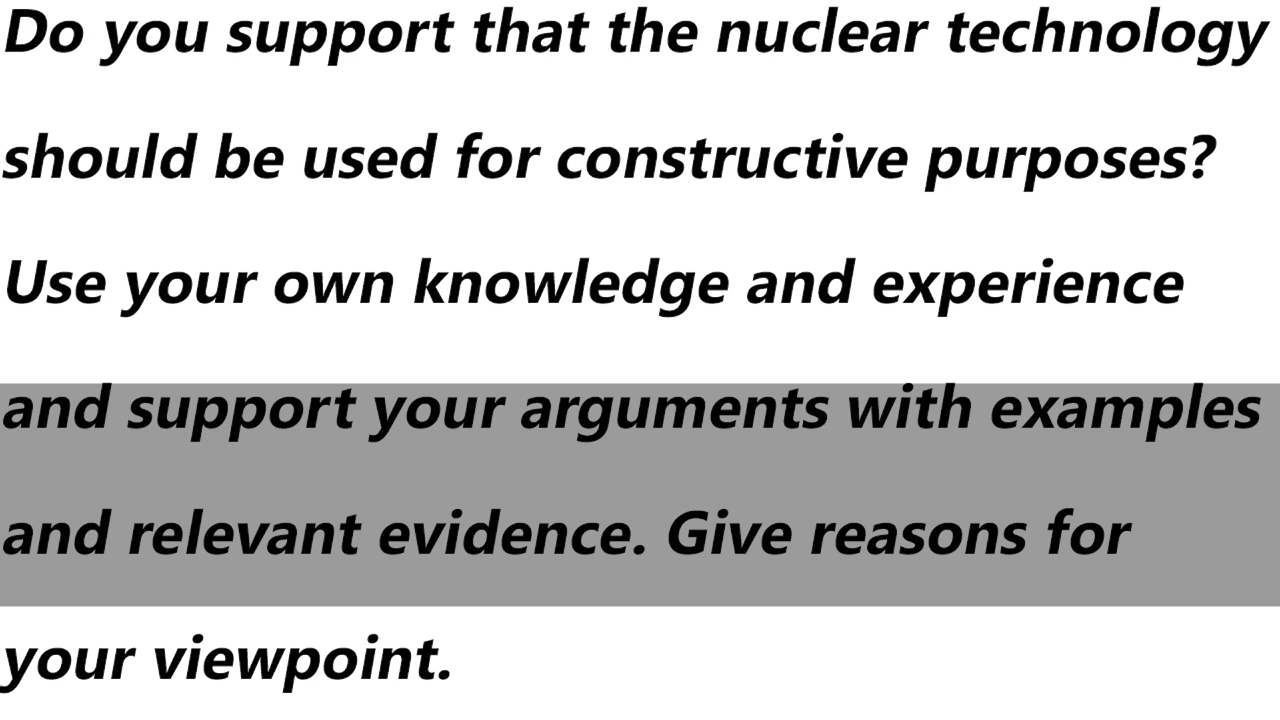 Do you support that the nuclear technology
should be used for constructive purposes?
Use your own knowledge and experience
and support your arguments with examples
and relevant evidence. Give reasons for
your viewpoint.